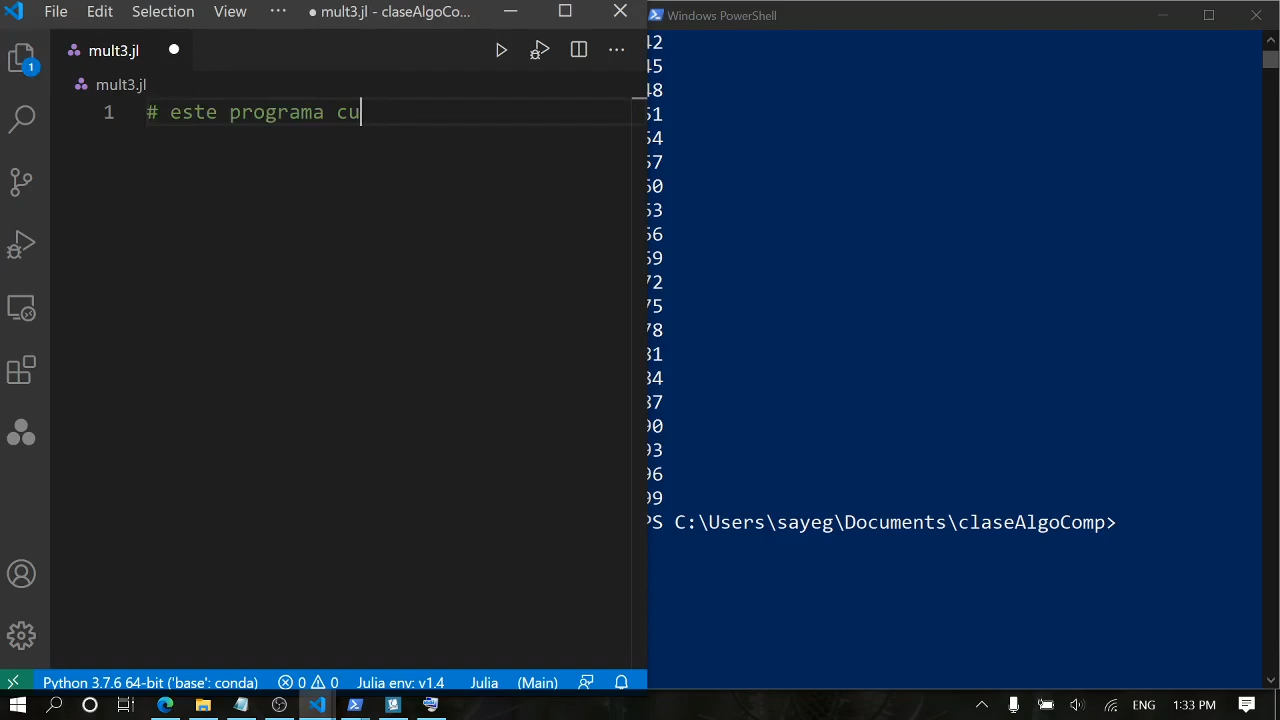 File Edit Selection View ··· ● mult3.jl - claseAlgoCo...
mult3.jl
mult3.jl
1 # este programa cu
1
Python 3.7.6 64-bit ('base': conda) 0 0 Julia env: v1.4 Julia (Main)
Windows PowerShell
42
45
48
51
54
57
60
63
66
69
72
75
78
81
84
87
90
93
96
99
PS C:\Users\sayeg\Documents\claseAlgoComp>
ENG 1:33 PM